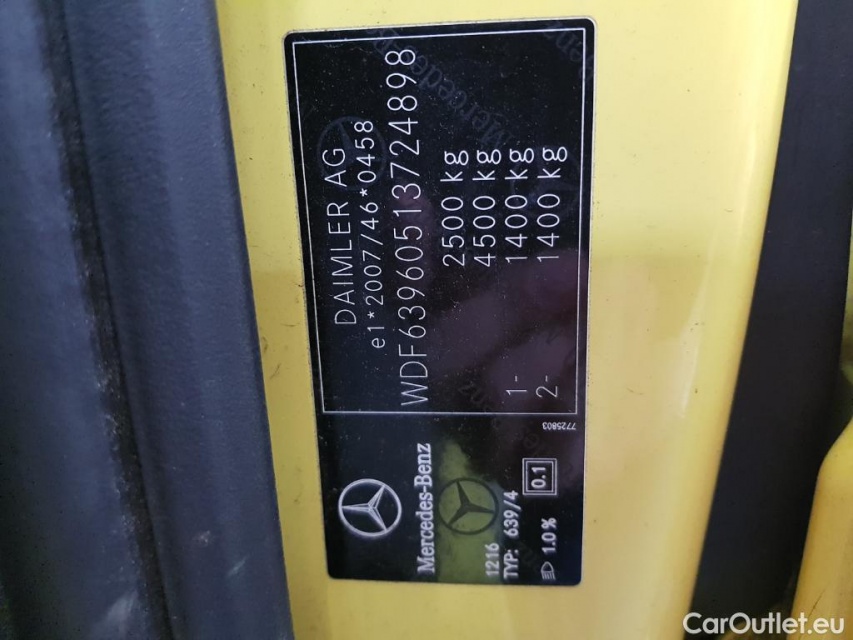 DAIMLER AG
e1*2007/46*0458
WDF63960513724898
2500 kg
4500 kg
1- 1400 kg
2- 1400 kg
7725803
Mercedes-Benz
1216
TYP: 639/4
0.1
1.0 %
CarOutlet.eu